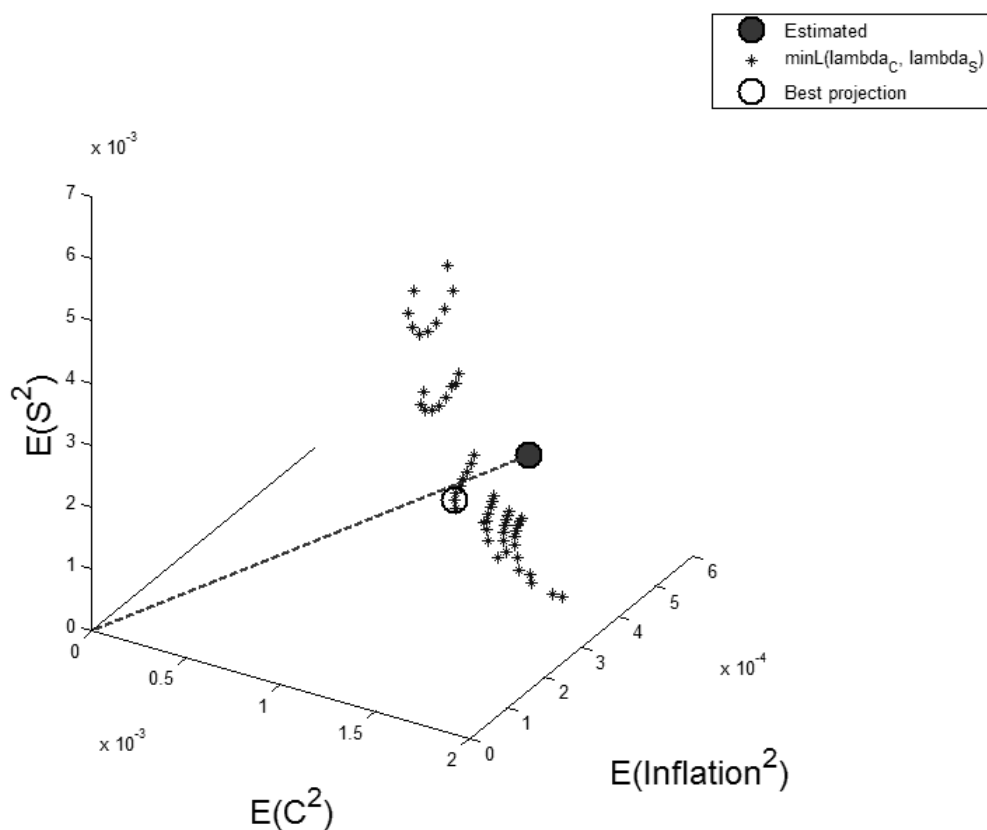 Estimated
minL(lambda_C, lambda_S)
Best projection
x 10^-3
7
6
5
4
3
2
1
0
E(S^2)
0
0.5
1
1.5
2
x 10^-3
E(C^2)
0
1
2
3
4
5
6
x 10^-4
E(Inflation^2)